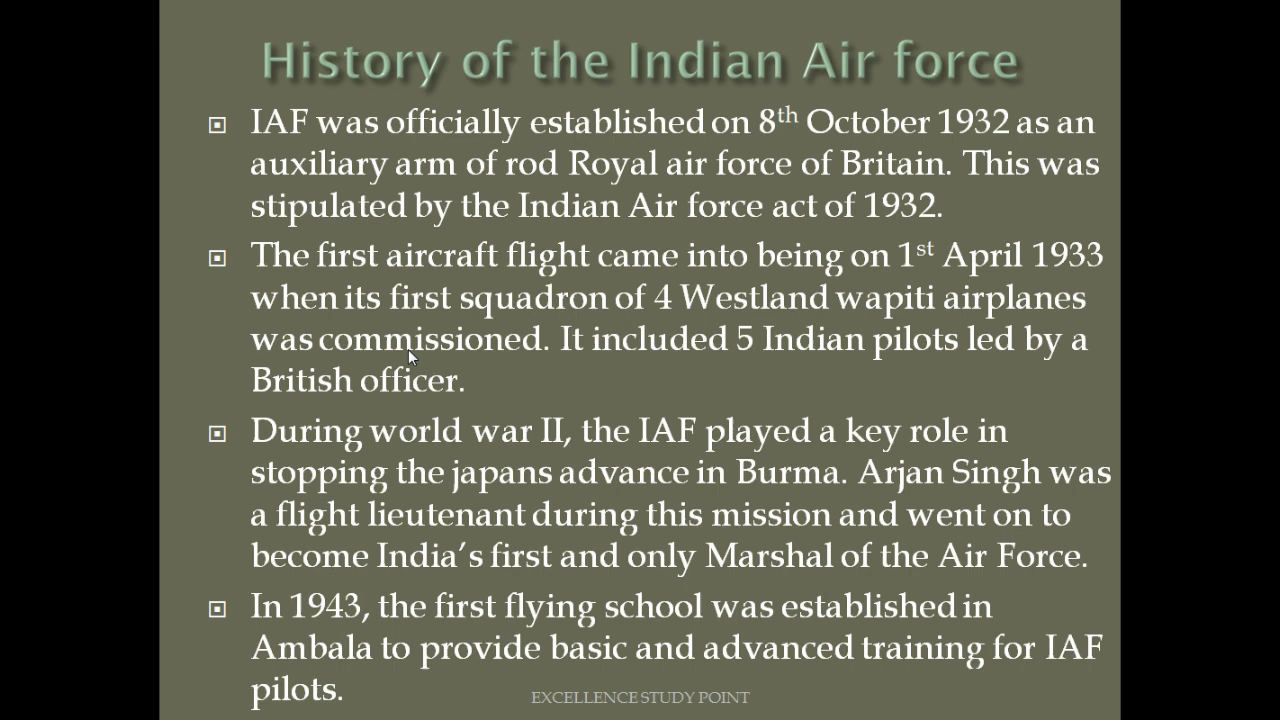 History of the Indian Air force
IAF was officially established on 8th October 1932 as an
auxiliary arm of rod Royal air force of Britain. This was
stipulated by the Indian Air force act of 1932.
The first aircraft flight came into being on 1st April 1933
when its first squadron of 4 Westland wapiti airplanes
was commissioned. It included 5 Indian pilots led by a
British officer.
During world war II, the IAF played a key role in
stopping the japans advance in Burma. Arjan Singh was
a flight lieutenant during this mission and went on to
become India’s first and only Marshal of the Air Force.
In 1943, the first flying school was established in
Ambala to provide basic and advanced training for IAF
pilots.
EXCELLENCE STUDY POINT